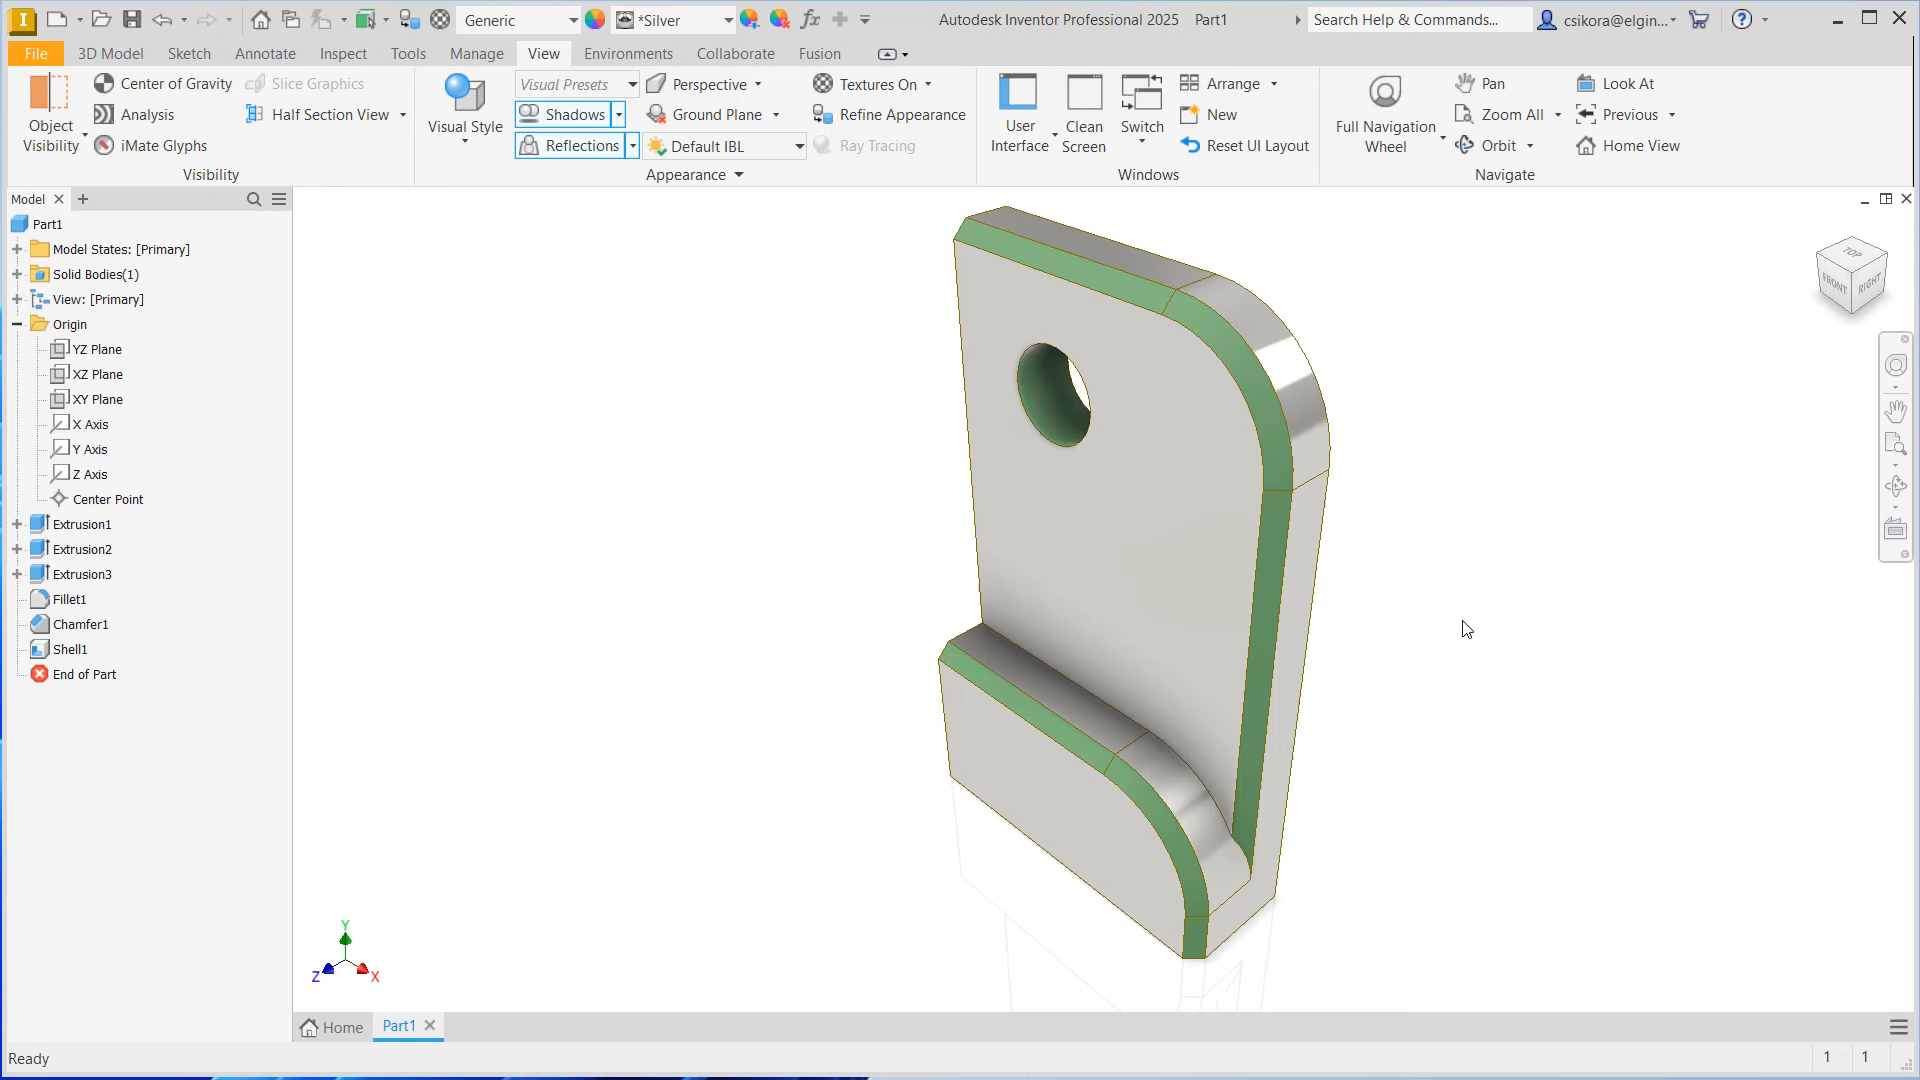 Generic
*Silver
Autodesk Inventor Professional 2025 Part1
Search Help & Commands...
csikora@elgin...
File 3D Model Sketch Annotate Inspect Tools Manage View Environments Collaborate Fusion
Object
Visibility
Center of Gravity
Analysis
iMate Glyphs
Slice Graphics
Half Section View
Visibility
Visual Style
Visual Presets
Shadows
Reflections
Perspective
Ground Plane
Default IBL
Textures On
Refine Appearance
Ray Tracing
Appearance
User
Interface
Clean
Screen
Switch
Arrange
New
Reset UI Layout
Windows
Full Navigation
Wheel
Pan
Zoom All
Orbit
Look At
Previous
Home View
Navigate
Model
Part1
Model States: [Primary]
Solid Bodies(1)
View: [Primary]
Origin
YZ Plane
XZ Plane
XY Plane
X Axis
Y Axis
Z Axis
Center Point
Extrusion1
Extrusion2
Extrusion3
Fillet1
Chamfer1
Shell1
End of Part
TOP
FRONT
RIGHT
Y
Z
X
Home
Part1
Ready
1 1